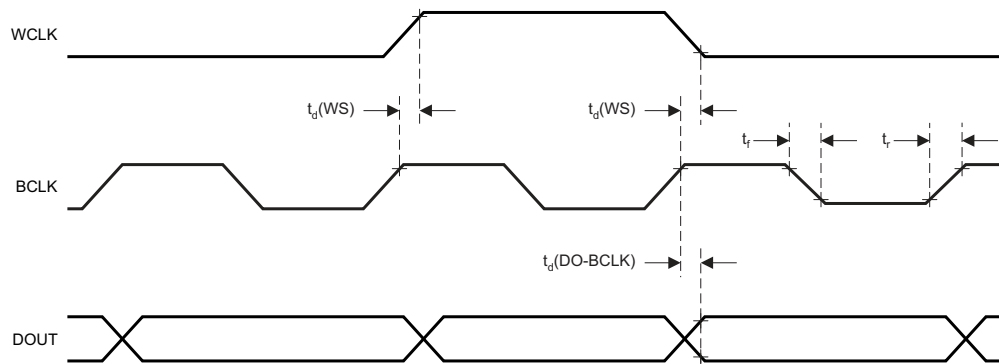 WCLK
t_d(WS)
t_d(WS)
t_f
t_r
BCLK
t_d(DO-BCLK)
DOUT